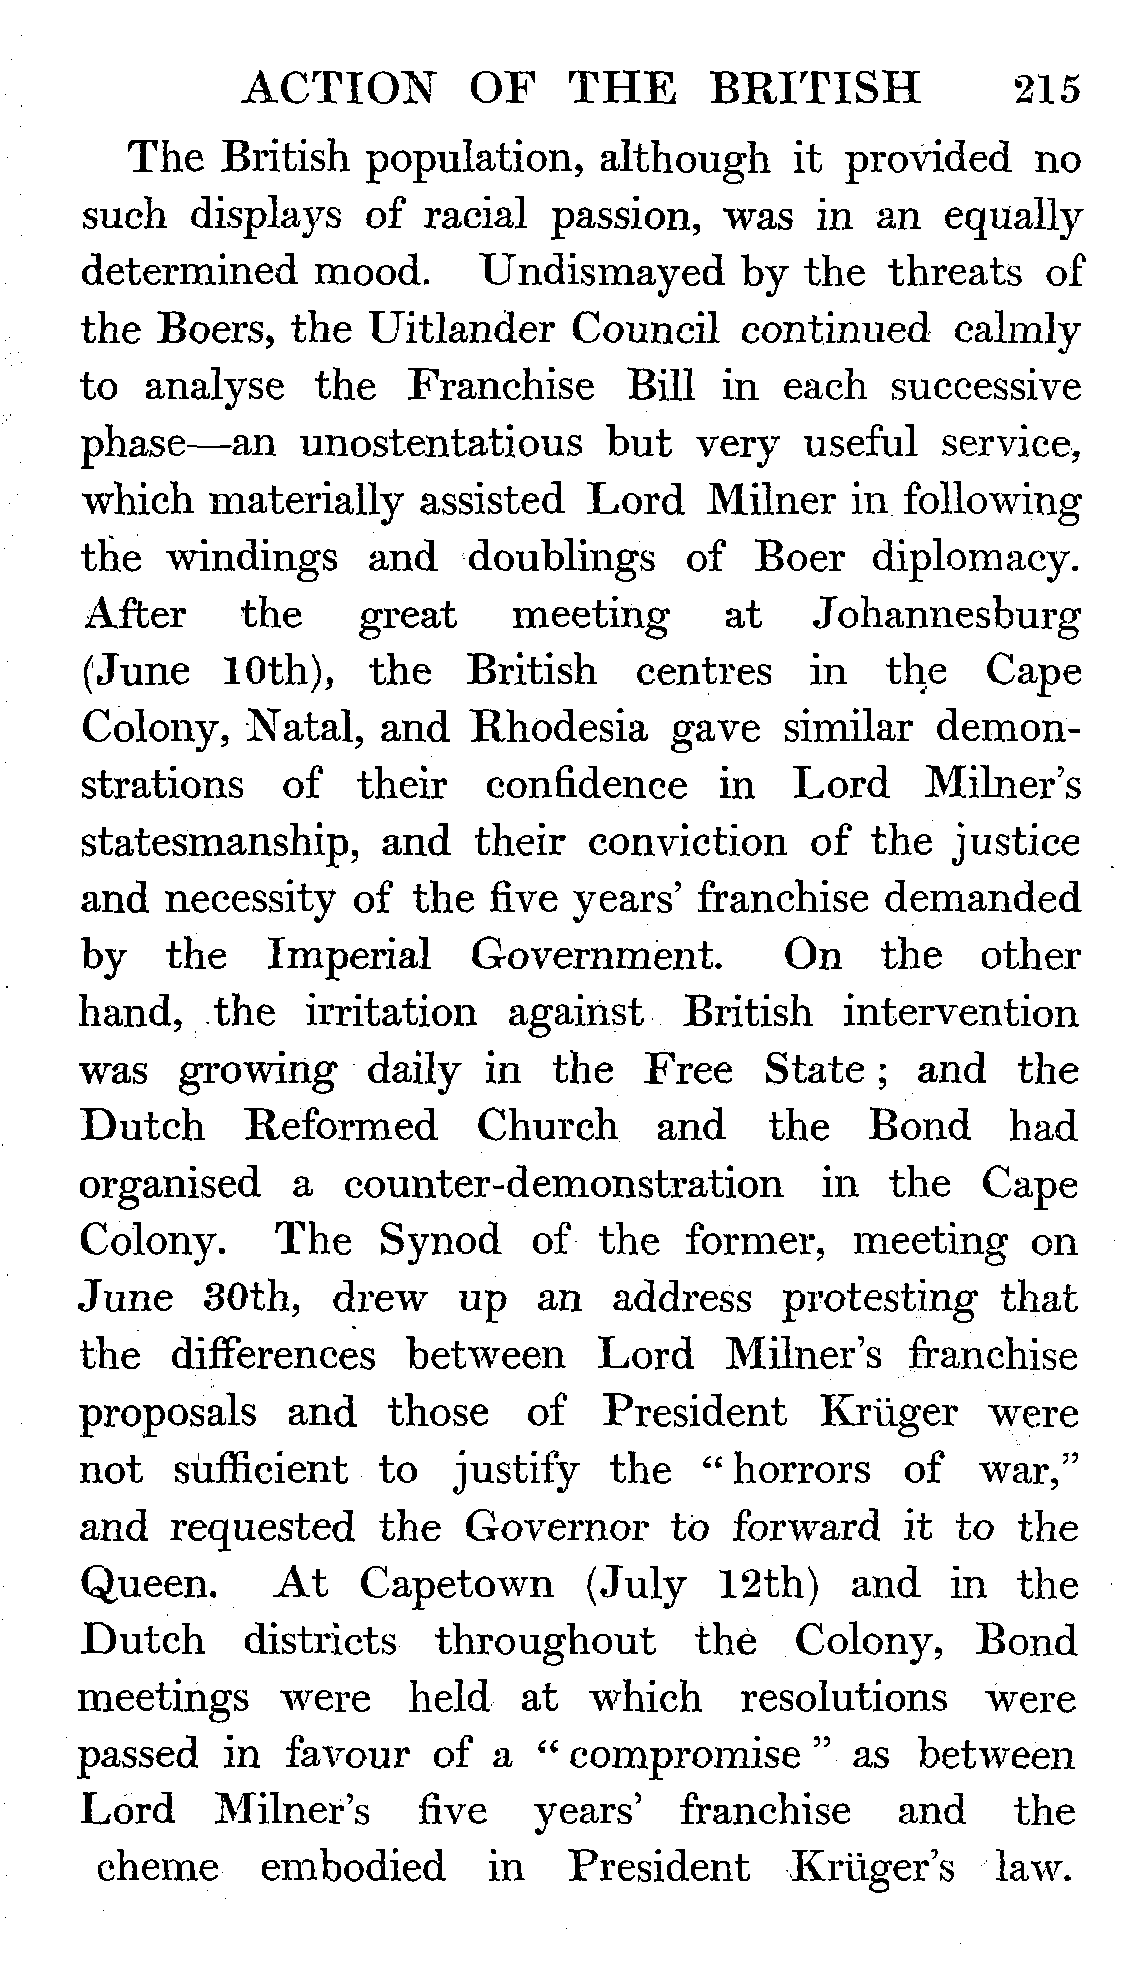 ACTION OF THE BRITISH 215
The British population, although it provided no
such displays of racial passion, was in an equally
determined mood. Undismayed by the threats of
the Boers, the Uitlander Council continued calmly
to analyse the Franchise Bill in each successive
phase—an unostentatious but very useful service,
which materially assisted Lord Milner in following
the windings and doublings of Boer diplomacy.
After the great meeting at Johannesburg
(June 10th), the British centres in the Cape
Colony, Natal, and Rhodesia gave similar demon-
strations of their confidence in Lord Milner's
statesmanship, and their conviction of the justice
and necessity of the five years' franchise demanded
by the Imperial Government. On the other
hand, the irritation against British intervention
was growing daily in the Free State ; and the
Dutch Reformed Church and the Bond had
organised a counter-demonstration in the Cape
Colony. The Synod of the former, meeting on
June 30th, drew up an address protesting that
the differences between Lord Milner's franchise
proposals and those of President Krüger were
not sufficient to justify the "horrors of war,"
and requested the Governor to forward it to the
Queen. At Capetown (July 12th) and in the
Dutch districts throughout the Colony, Bond
meetings were held at which resolutions were
passed in favour of a "compromise" as between
Lord Milner's five years' franchise and the
cheme embodied in President Krüger's law.